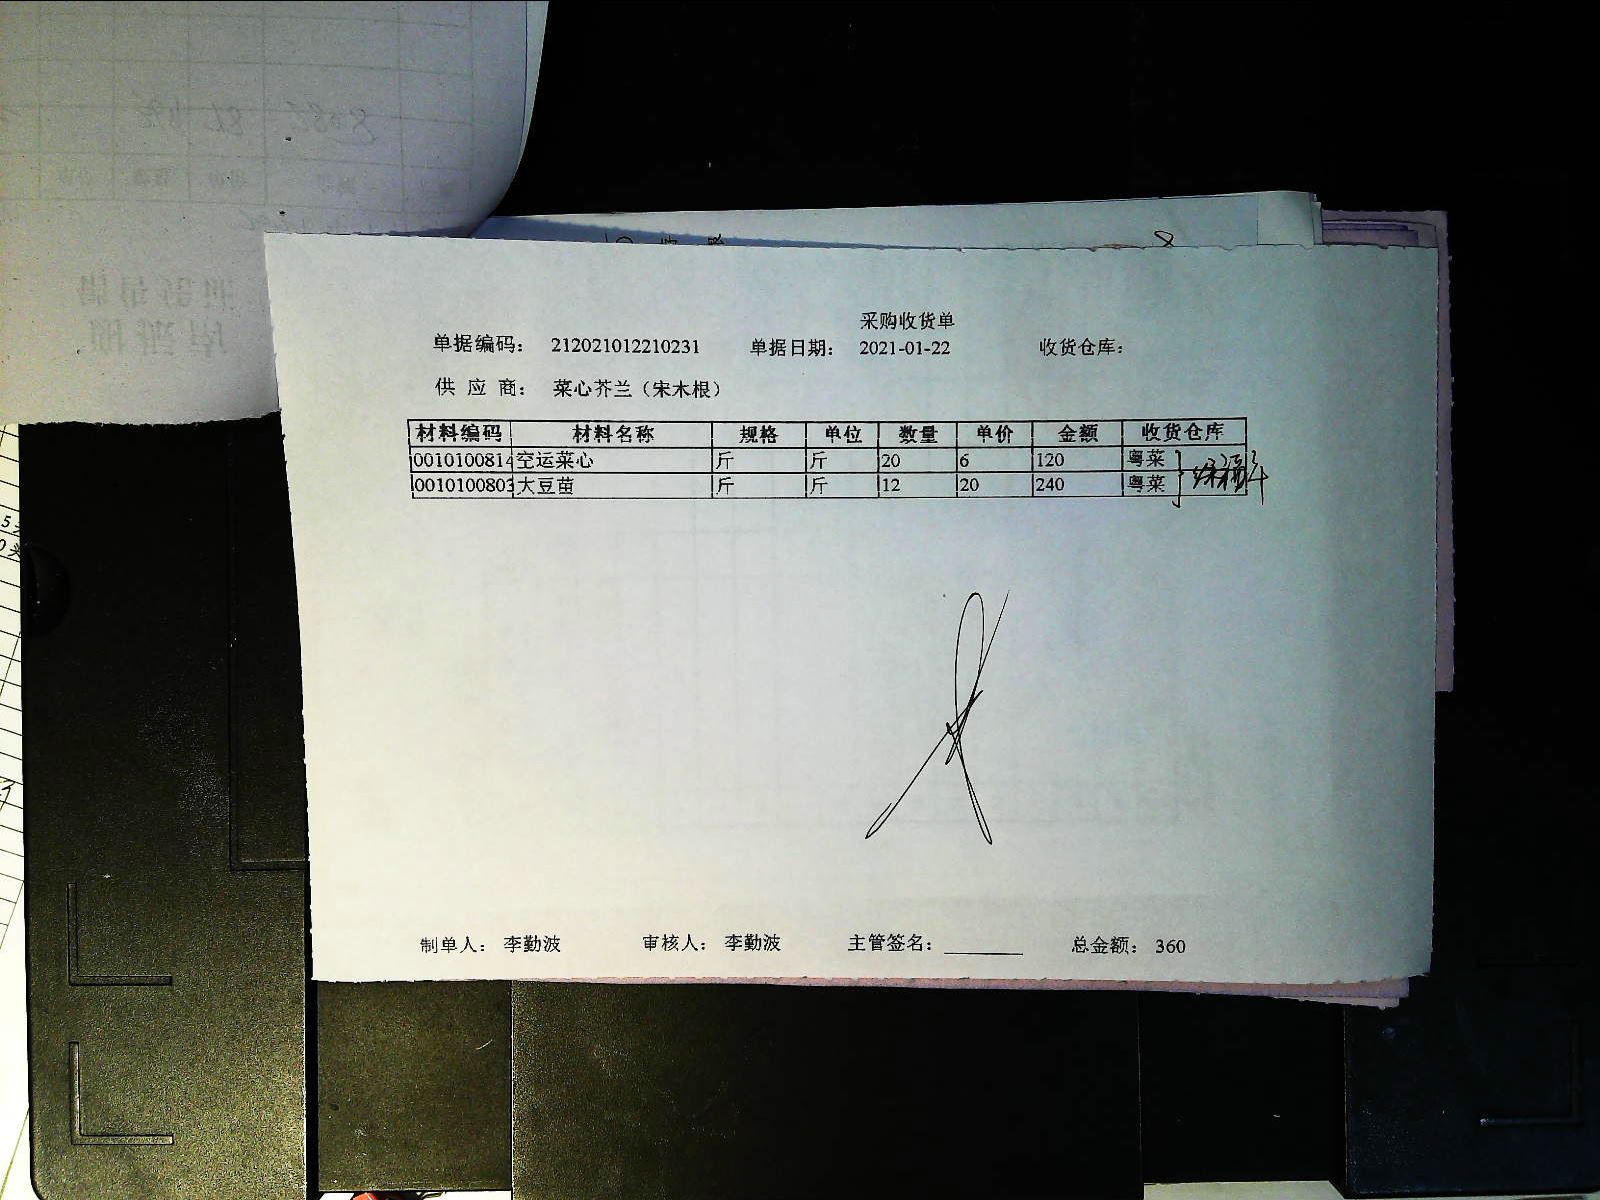 采购收货单
单据编码: 212021012210231 单据日期: 2021-01-22 收货仓库:
供 应 商: 菜心芥兰（宋木根）
材料编码 材料名称 规格 单位 数量 单价 金额 收货仓库
0010100814 空运菜心 斤 斤 20 6 120 粤菜
0010100803 大豆苗 斤 斤 12 20 240 粤菜
制单人: 李勤波 审核人: 李勤波 主管签名: 总金额: 360